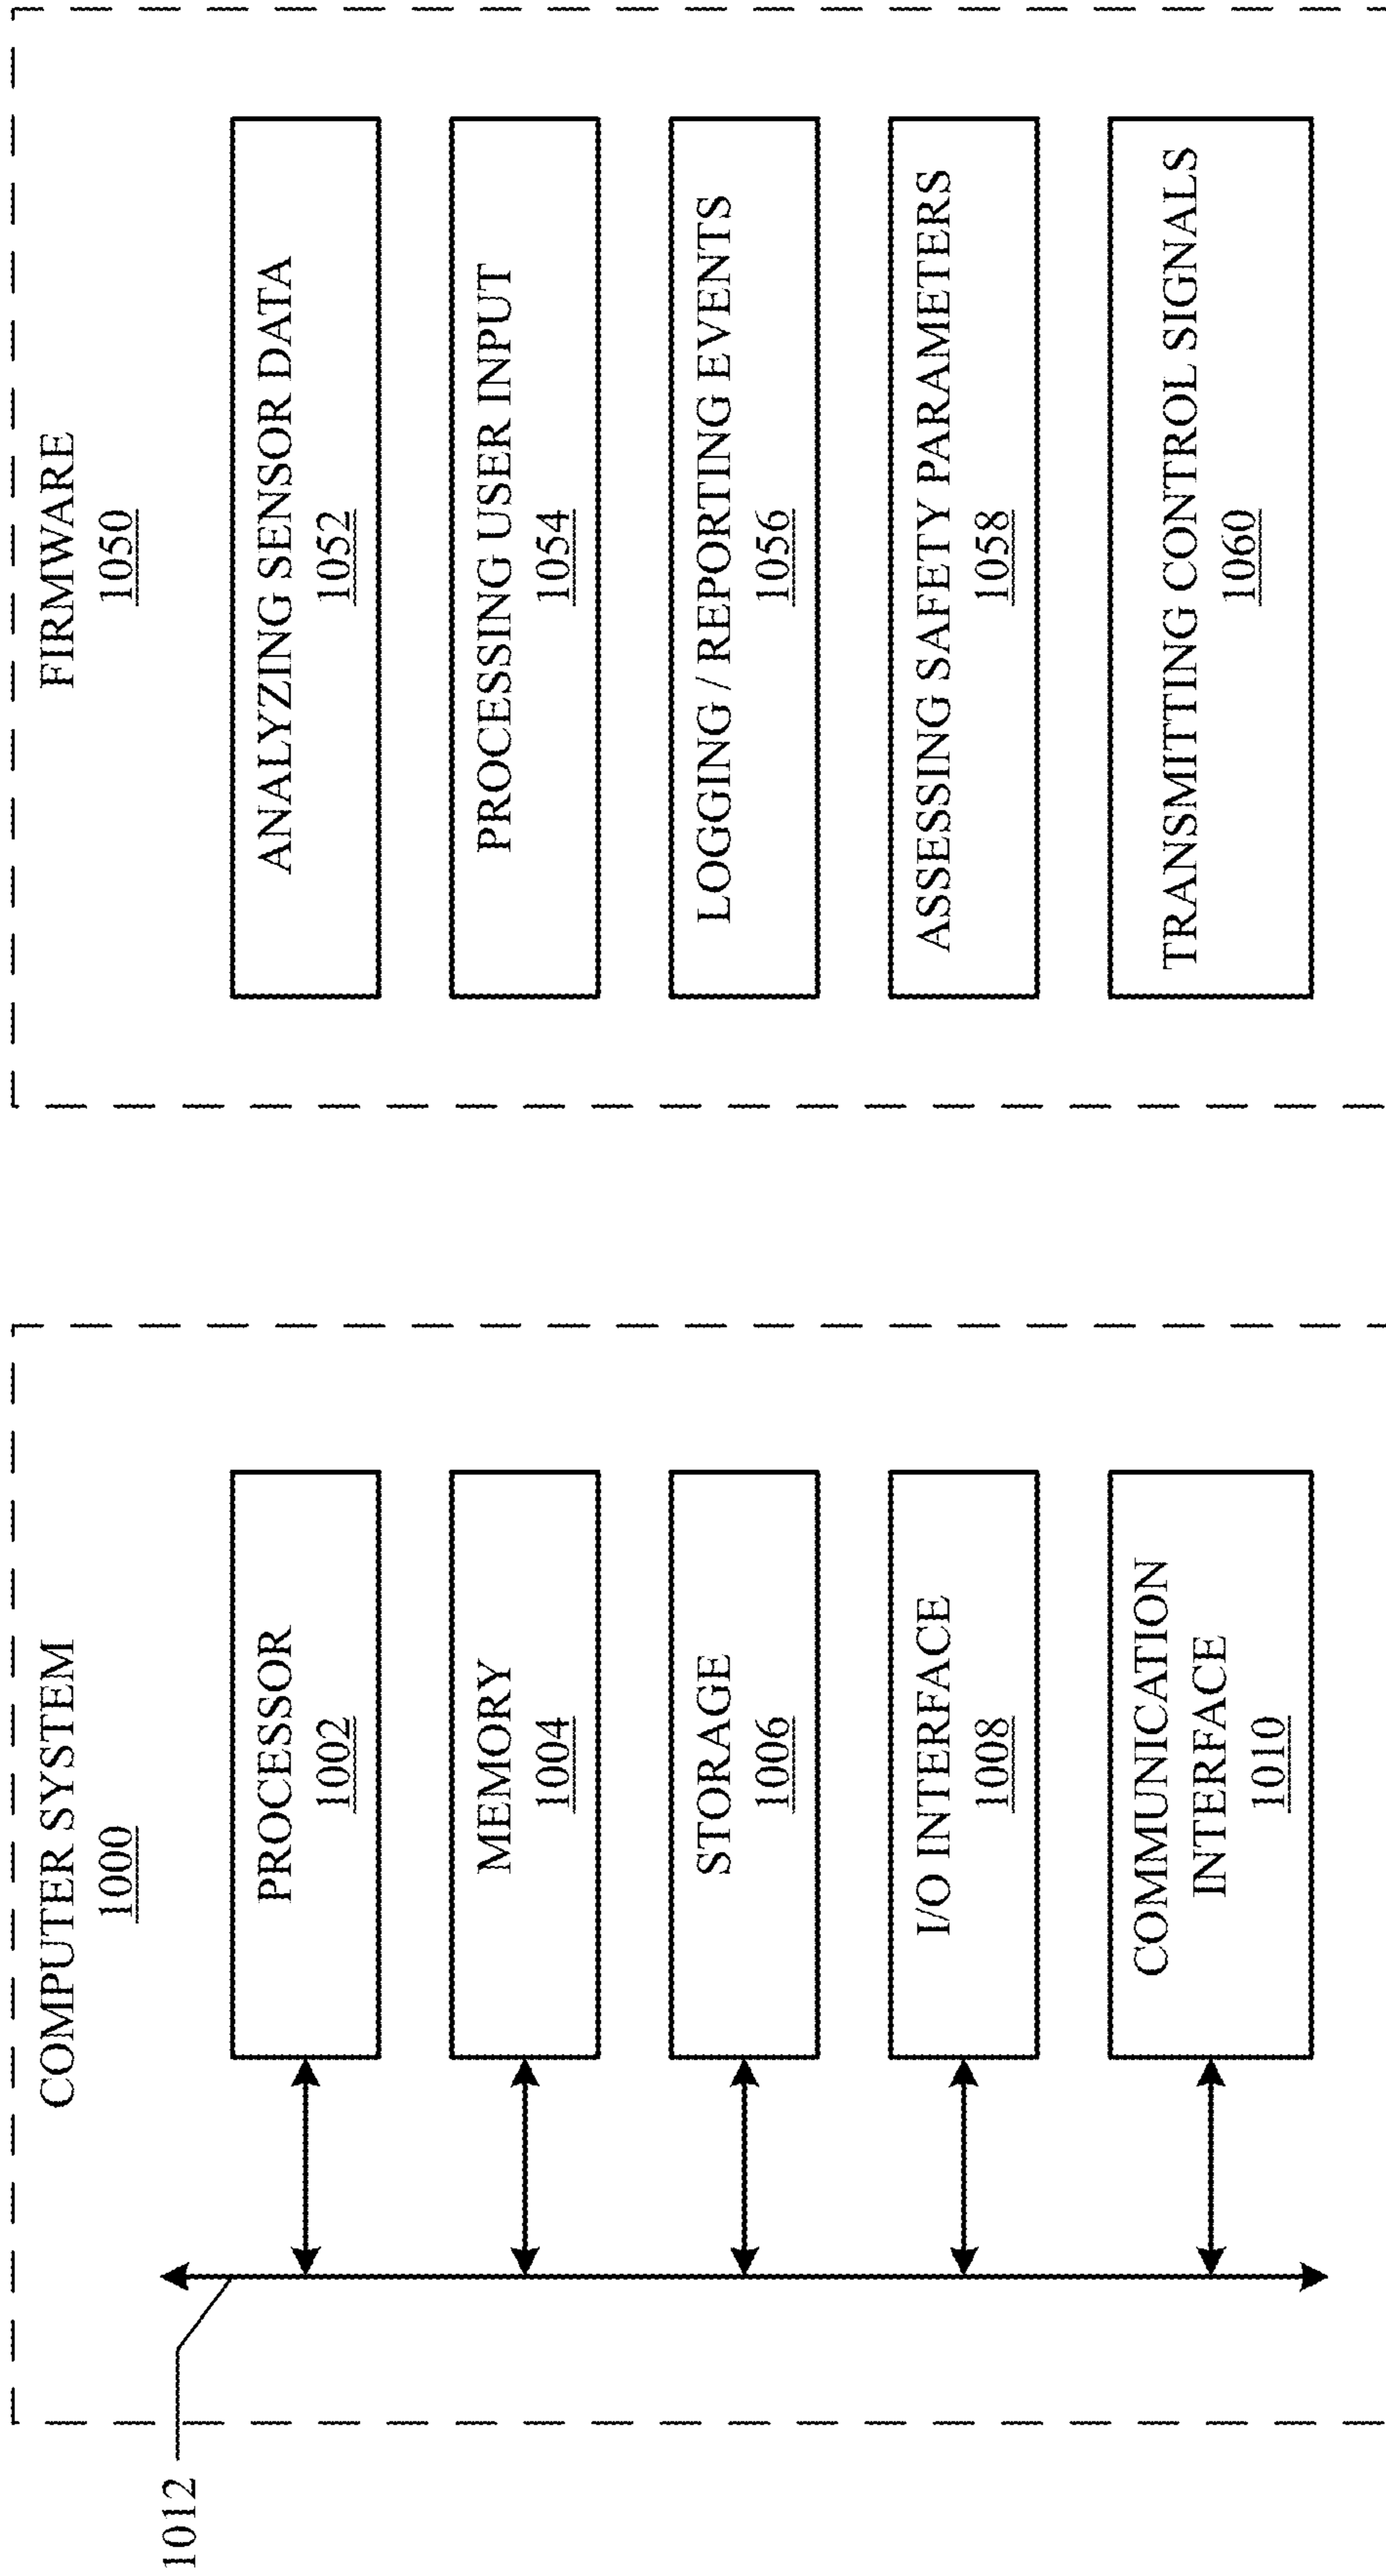 COMPUTER SYSTEM
1000
1012
PROCESSOR
1002
MEMORY
1004
STORAGE
1006
I/O INTERFACE
1008
COMMUNICATION
INTERFACE
1010
FIRMWARE
1050
ANALYZING SENSOR DATA
1052
PROCESSING USER INPUT
1054
LOGGING / REPORTING EVENTS
1056
ASSESSING SAFETY PARAMETERS
1058
TRANSMITTING CONTROL SIGNALS
1060